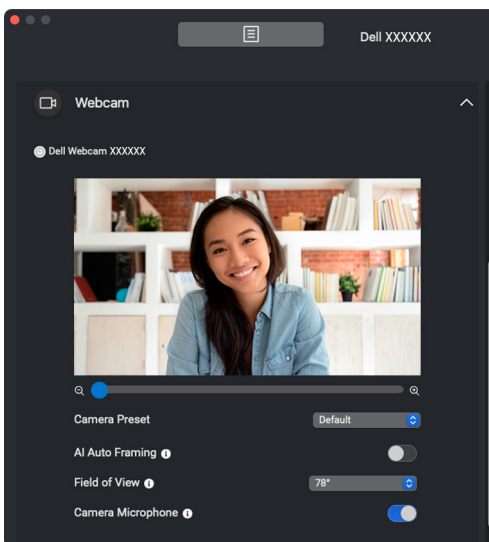 Dell XXXXXX
Webcam
Dell Webcam XXXXXX
Camera Preset Default
AI Auto Framing
Field of View 78°
Camera Microphone